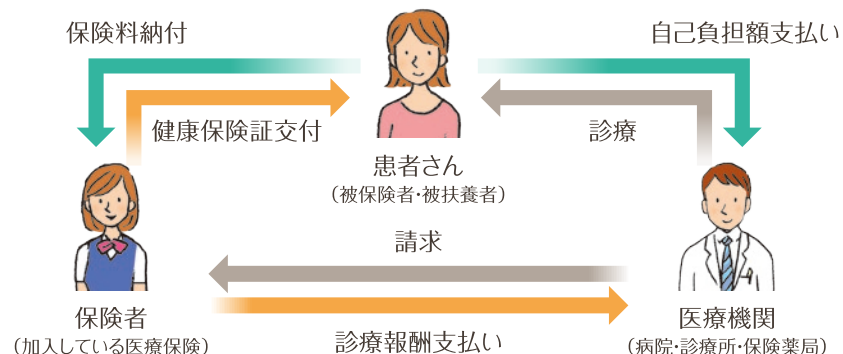 保険料納付
自己負担額支払い
健康保険証交付
診療
患者さん
（被保険者・被扶養者）
請求
保険者
（加入している医療保険）
医療機関
（病院・診療所・保険薬局）
診療報酬支払い